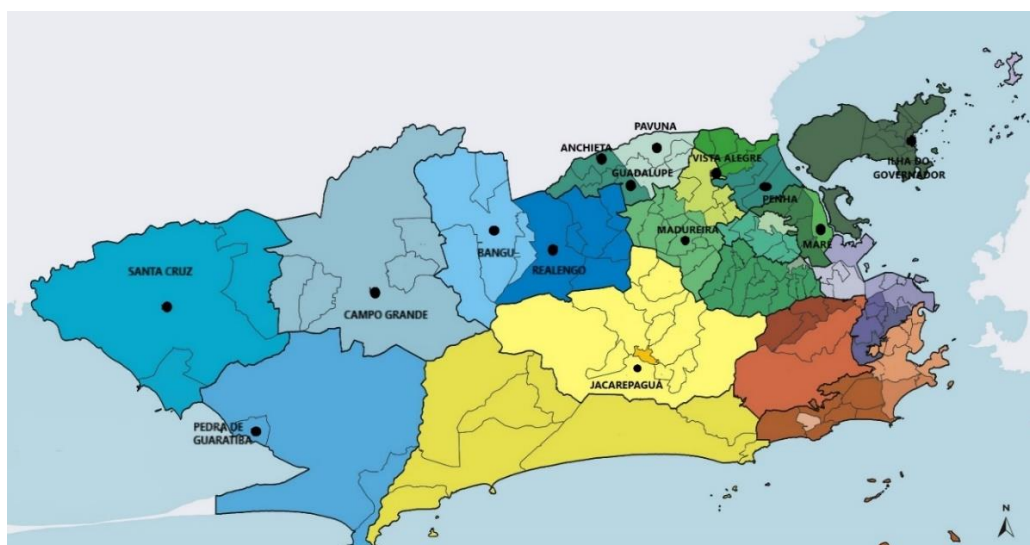 PAVUNA
ANCHIETA
VISTA ALEGRE
GUADALUPE
ILHA DO
GOVERNADOR
PENHA
MADUREIRA
MARÉ
BANGU
REALENGO
SANTA CRUZ
CAMPO GRANDE
JACAREPAGUÁ
PEDRA DE
GUARATIBA
N